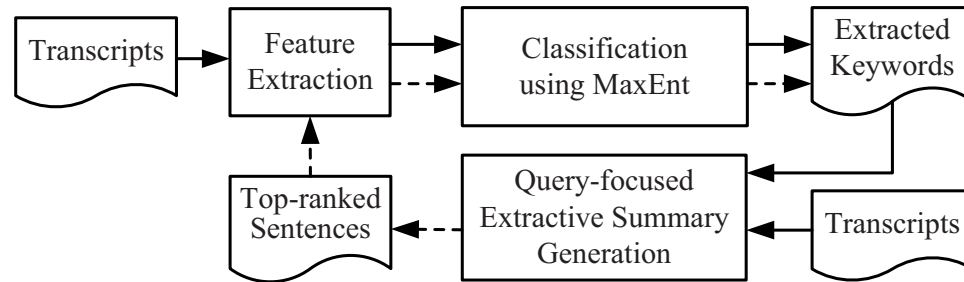 Transcripts
Feature
Extraction
Classification
using MaxEnt
Extracted
Keywords
Top-ranked
Sentences
Query-focused
Extractive Summary
Generation
Transcripts